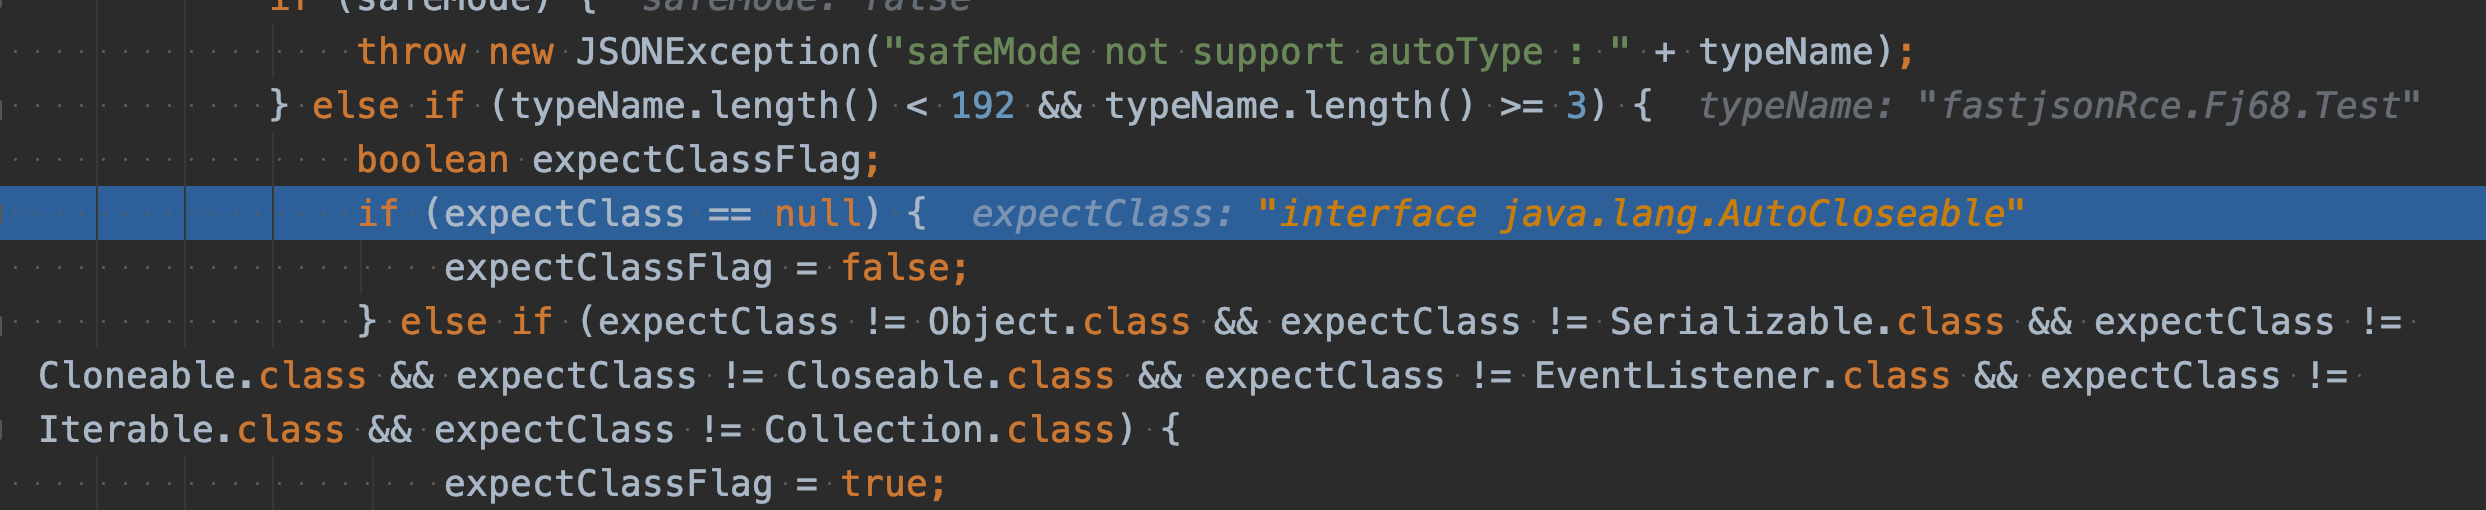 if (safeMode) {  safeMode: false
throw new JSONException("safeMode not support autoType : " + typeName);
} else if (typeName.length() < 192 && typeName.length() >= 3) {  typeName: "fastjsonRce.Fj68.Test"
boolean expectClassFlag;
if (expectClass == null) {  expectClass: "interface java.lang.AutoCloseable"
expectClassFlag = false;
} else if (expectClass != Object.class && expectClass != Serializable.class && expectClass !=
Cloneable.class && expectClass != Closeable.class && expectClass != EventListener.class && expectClass !=
Iterable.class && expectClass != Collection.class) {
expectClassFlag = true;